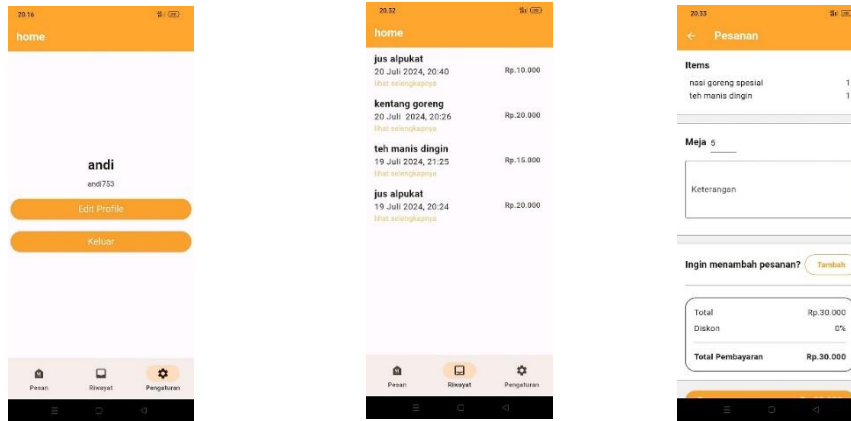 20.16
home
andi
andi753
Edit Profile
Keluar
Pesan Riwayat Pengaturan
20.32
home
jus alpukat
20 Juli 2024, 20:40 Rp.10.000
lihat selengkapnya
kentang goreng
20 Juli 2024, 20:26 Rp.20.000
lihat selengkapnya
teh manis dingin
19 Juli 2024, 21:25 Rp.15.000
lihat selengkapnya
jus alpukat
19 Juli 2024, 20:24 Rp.20.000
lihat selengkapnya
Pesan Riwayat Pengaturan
20.33
Pesanan
Items
nasi goreng spesial 1
teh manis dingin 1
Meja 5
Keterangan
Ingin menambah pesanan? Tambah
Total Rp.30.000
Diskon 0%
Total Pembayaran Rp.30.000